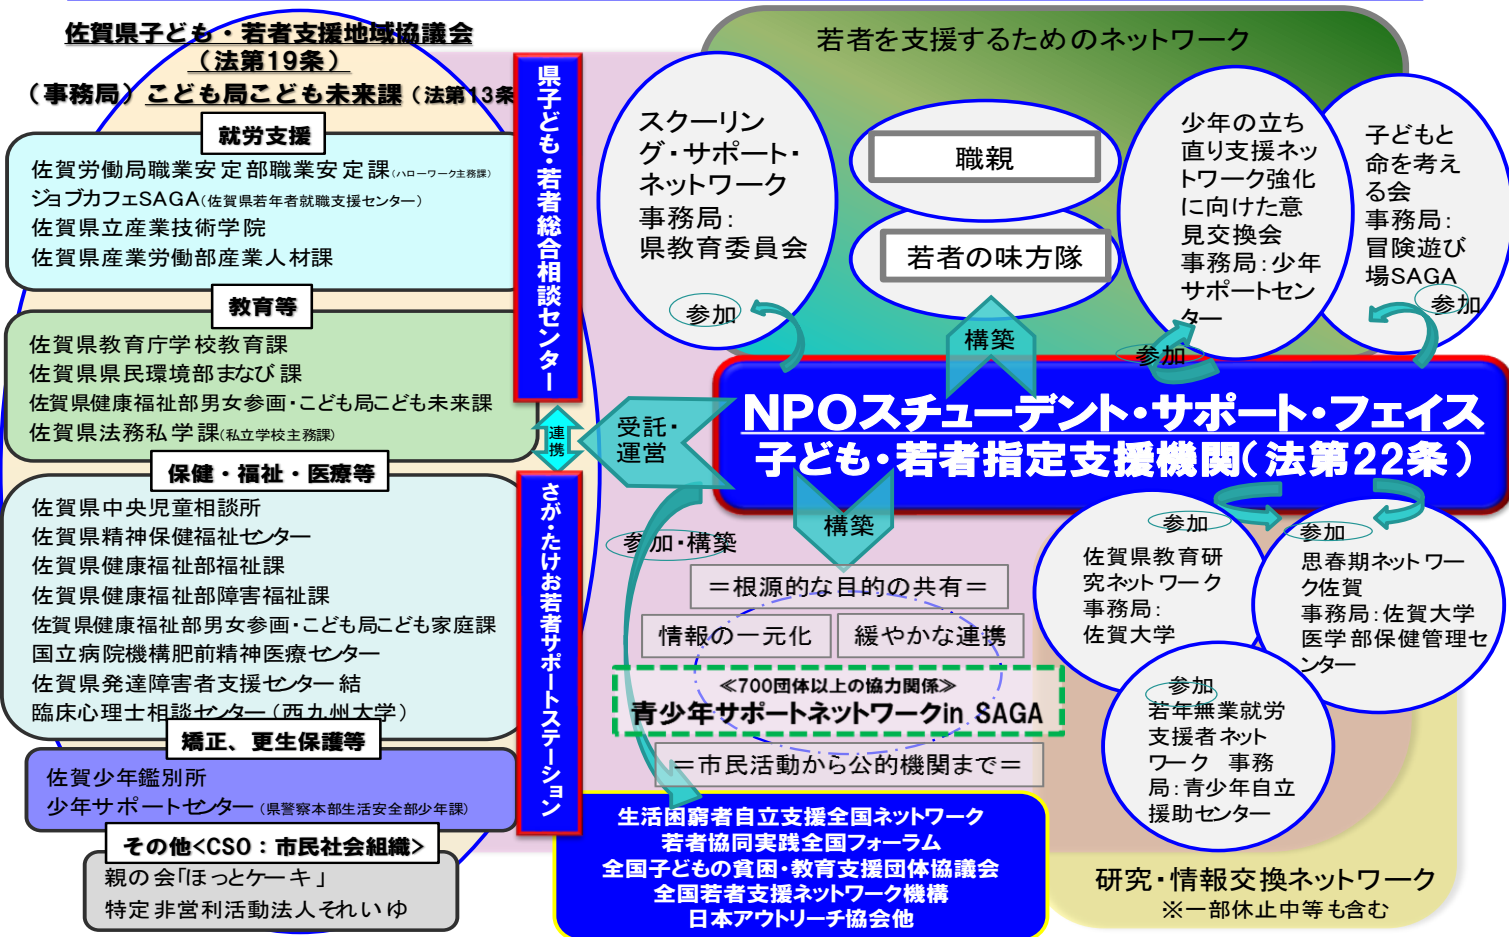 佐賀県子ども・若者支援地域協議会
（法第19条）
（事務局）こども局こども未来課（法第13条
就労支援
佐賀労働局職業安定部職業安定課(ハローワーク主務課)
ジョブカフェSAGA(佐賀県若年者就職支援センター)
佐賀県立産業技術学院
佐賀県産業労働部産業人材課
教育等
佐賀県教育庁学校教育課
佐賀県県民環境部まなび課
佐賀県健康福祉部男女参画・こども局こども未来課
佐賀県法務私学課(私立学校主務課)
保健・福祉・医療等
佐賀県中央児童相談所
佐賀県精神保健福祉センター
佐賀県健康福祉部福祉課
佐賀県健康福祉部障害福祉課
佐賀県健康福祉部男女参画・こども局こども家庭課
国立病院機構肥前精神医療センター
佐賀県発達障害者支援センター結
臨床心理士相談センター（西九州大学）
矯正、更生保護等
佐賀少年鑑別所
少年サポートセンター（県警察本部生活安全部少年課）
その他<CSO：市民社会組織>
親の会「ほっとケーキ」
特定非営利活動法人それいゆ
県子ども・若者総合相談センター
連携
さが・たけお若者サポートステーション
若者を支援するためのネットワーク
スクーリン
グ・サポート・
ネットワーク
事務局：
県教育委員会
参加
職親
若者の味方隊
構築
少年の立ち
直り支援ネッ
トワーク強化
に向けた意
見交換会
事務局：少年
サポートセン
ター
参加
子どもと
命を考え
る会
事務局：
冒険遊び
場SAGA
参加
受託・
運営
NPOスチューデント・サポート・フェイス
子ども・若者指定支援機関（法第22条）
構築
参加・構築
＝根源的な目的の共有＝
情報の一元化
緩やかな連携
≪700団体以上の協力関係≫
青少年サポートネットワークin SAGA
＝市民活動から公的機関まで＝
生活困窮者自立支援全国ネットワーク
若者協同実践全国フォーラム
全国子どもの貧困・教育支援団体協議会
全国若者支援ネットワーク機構
日本アウトリーチ協会他
参加
佐賀県教育研
究ネットワーク
事務局：
佐賀大学
参加
思春期ネットワー
ク佐賀
事務局：佐賀大学
医学部保健管理セ
ンター
参加
若年無業就労
支援者ネット
ワーク　事務
局：青少年自立
援助センター
研究・情報交換ネットワーク
※一部休止中等も含む